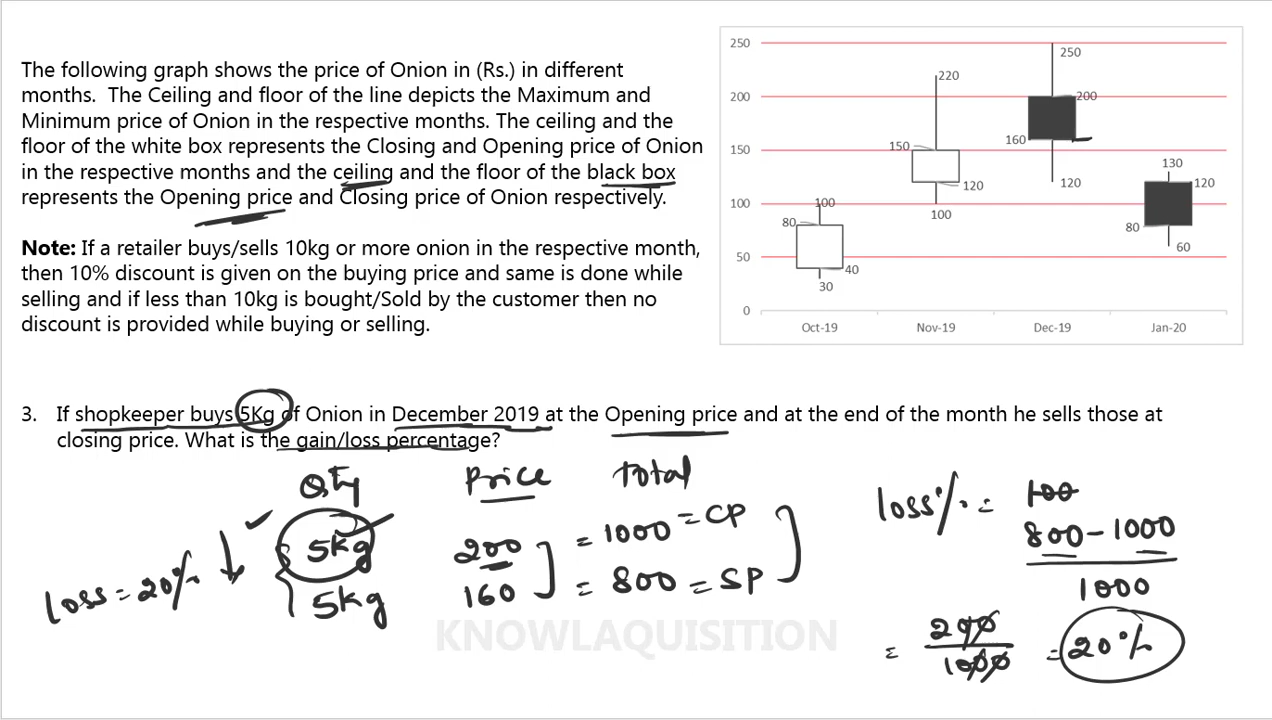 The following graph shows the price of Onion in (Rs.) in different
months. The Ceiling and floor of the line depicts the Maximum and
Minimum price of Onion in the respective months. The ceiling and the
floor of the white box represents the Closing and Opening price of Onion
in the respective months and the ceiling and the floor of the black box
represents the Opening price and Closing price of Onion respectively.
Note: If a retailer buys/sells 10kg or more onion in the respective month,
then 10% discount is given on the buying price and same is done while
selling and if less than 10kg is bought/Sold by the customer then no
discount is provided while buying or selling.
250
200
150
100
50
0
100
80
40
30
220
150
120
100
250
200
160
120
130
120
80
60
Oct-19 Nov-19 Dec-19 Jan-20
3. If shopkeeper buys 5Kg of Onion in December 2019 at the Opening price and at the end of the month he sells those at
closing price. What is the gain/loss percentage?
Qty Price Total
5kg 200 = 1000 = CP
5kg 160 = 800 = SP
loss = 20%
loss% = 100
800 - 1000
1000
= 200
1000
= 20%
KNOWLAQUISITION